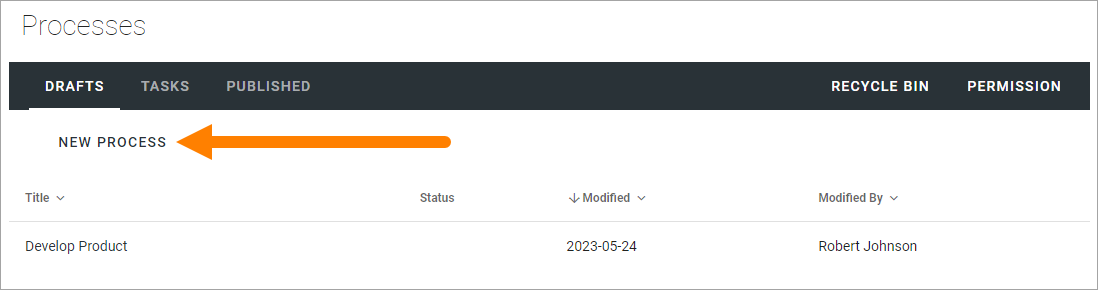 Processes
DRAFTS TASKS PUBLISHED RECYCLE BIN PERMISSION
NEW PROCESS
Title Status Modified Modified By
Develop Product 2023-05-24 Robert Johnson